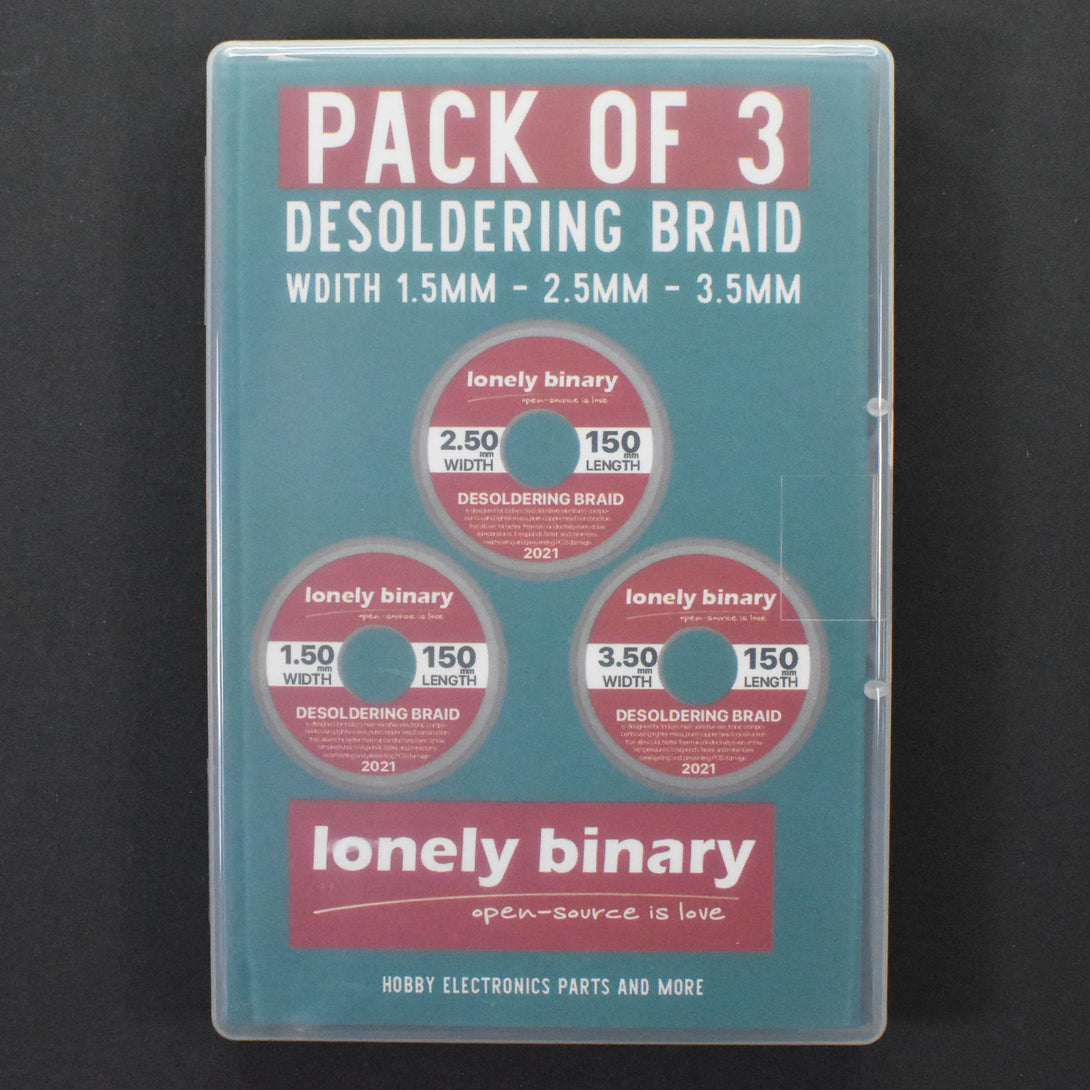 PACK OF 3
DESOLDERING BRAID
WDITH 1.5MM - 2.5MM - 3.5MM
lonely binary
open-source is love
2.50 mm WIDTH
150 mm LENGTH
DESOLDERING BRAID
2021
lonely binary
open-source is love
1.50 mm WIDTH
150 mm LENGTH
DESOLDERING BRAID
2021
lonely binary
open-source is love
3.50 mm WIDTH
150 mm LENGTH
DESOLDERING BRAID
2021
lonely binary
open-source is love
HOBBY ELECTRONICS PARTS AND MORE